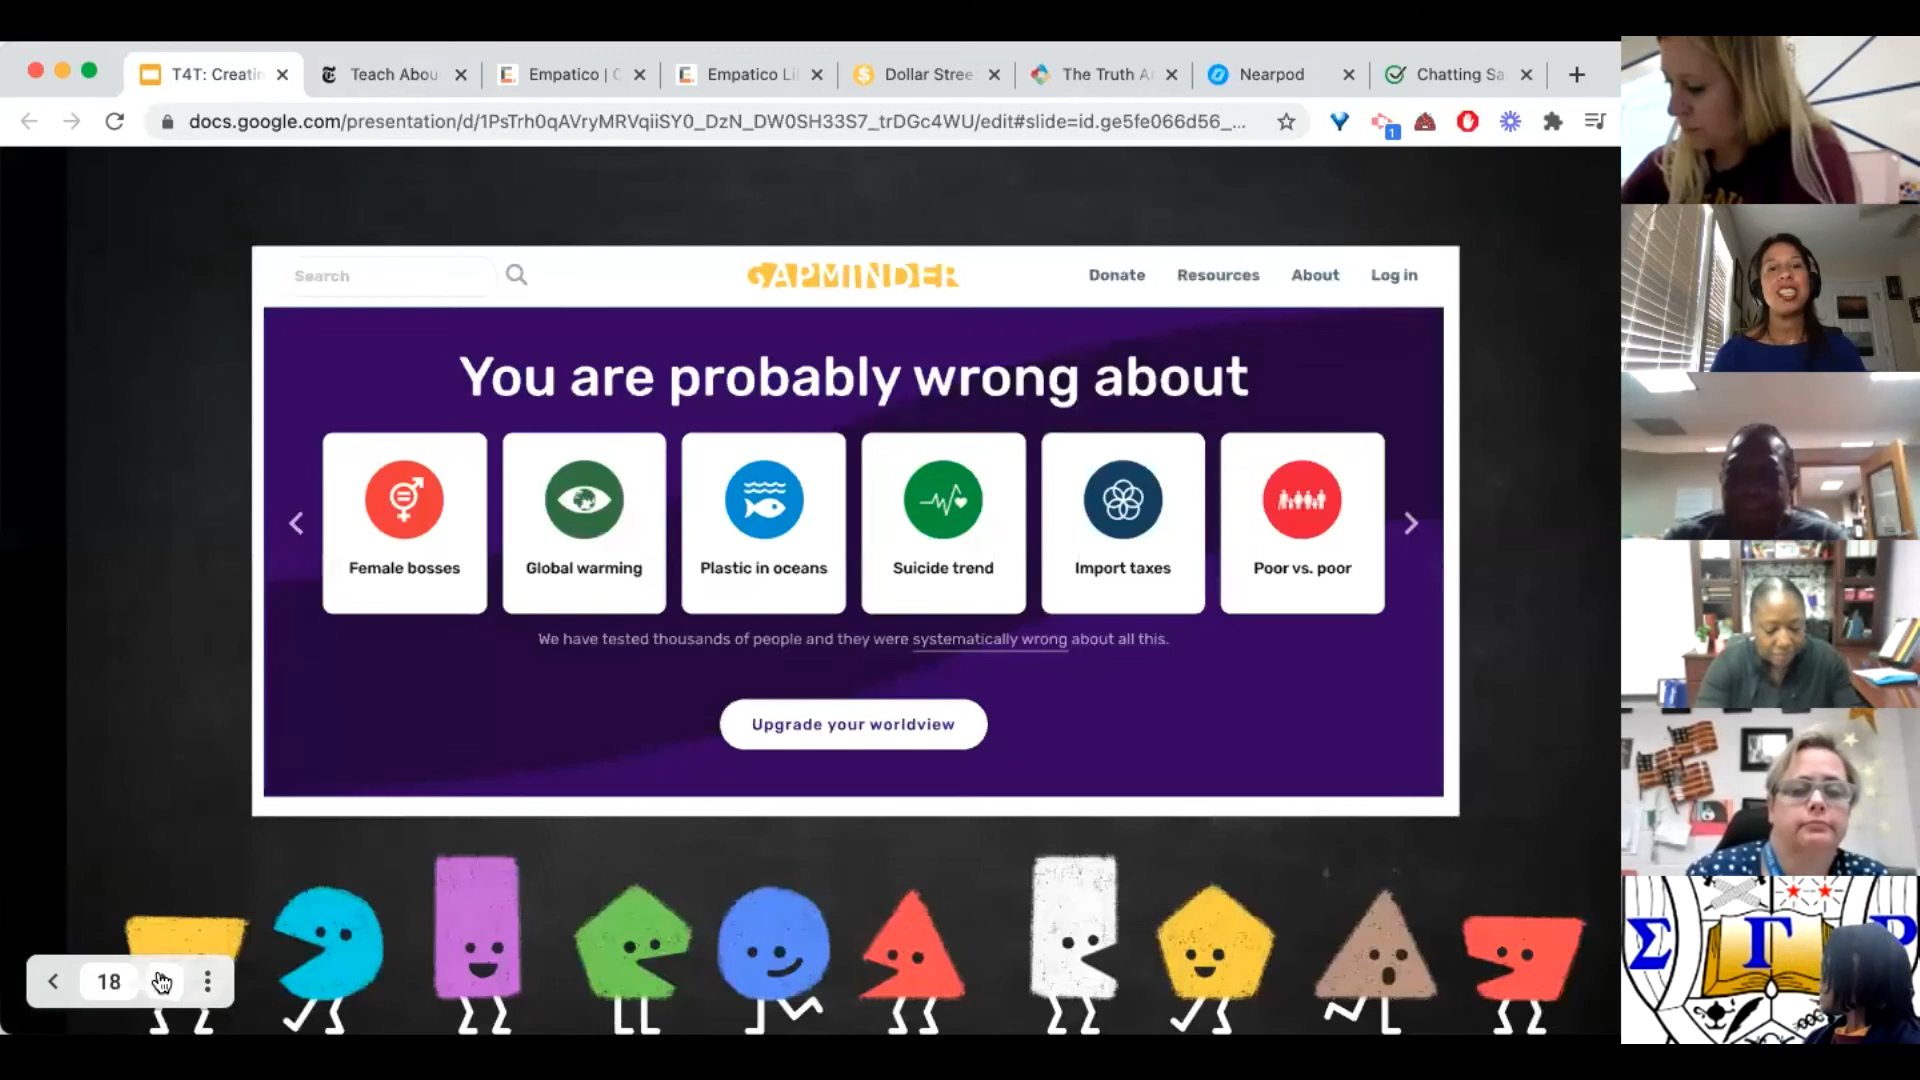 T4T: Creatin
Teach Abou
Empatico | C
Empatico Li
Dollar Stree
The Truth A
Nearpod
Chatting Sa
docs.google.com/presentation/d/1PsTrh0qAVryMRVqiiSY0_DzN_DW0SH33S7_trDGc4WU/edit#slide=id.ge5fe066d56_...
1
Search
GAPMINDER
Donate Resources About Log in
You are probably wrong about
Female bosses
Global warming
Plastic in oceans
Suicide trend
Import taxes
Poor vs. poor
We have tested thousands of people and they were systematically wrong about all this.
Upgrade your worldview
18
Σ Γ Ρ